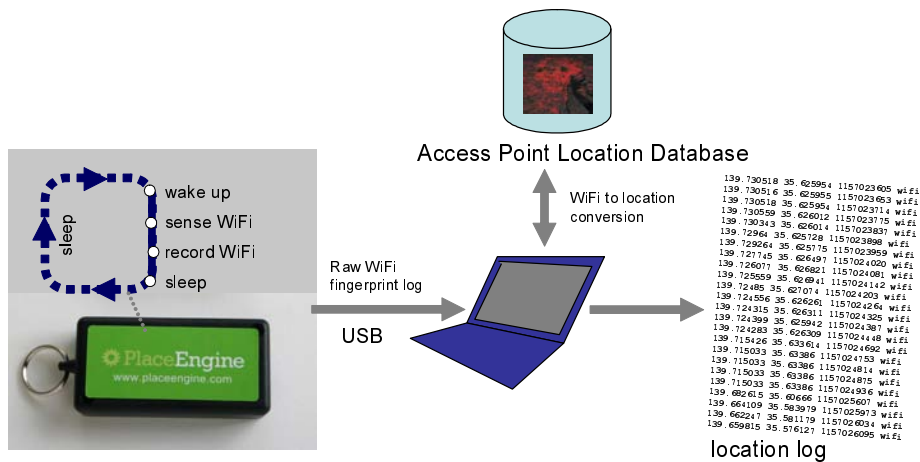 Access Point Location Database
wake up
sense WiFi
record WiFi
sleep
sleep
PlaceEngine
www.placeengine.com
Raw WiFi
fingerprint log
USB
WiFi to location
conversion
139.730518 35.625954 1157023605 wifi
139.730516 35.625955 1157023653 wifi
139.730518 35.625954 1157023714 wifi
139.730559 35.626012 1157023775 wifi
139.730343 35.626014 1157023837 wifi
139.72964 35.625728 1157023898 wifi
139.729264 35.625775 1157023959 wifi
139.727745 35.626497 1157024020 wifi
139.726077 35.626821 1157024081 wifi
139.725559 35.626941 1157024142 wifi
139.72485 35.627074 1157024203 wifi
139.724556 35.626261 1157024264 wifi
139.724315 35.626311 1157024325 wifi
139.724399 35.625942 1157024387 wifi
139.724283 35.626309 1157024448 wifi
139.715426 35.633614 1157024692 wifi
139.715033 35.63386 1157024753 wifi
139.715033 35.63386 1157024814 wifi
139.715033 35.63386 1157024875 wifi
139.715033 35.63386 1157024936 wifi
139.682615 35.60666 1157025607 wifi
139.664109 35.583979 1157025973 wifi
139.662247 35.581179 1157026034 wifi
139.659815 35.576127 1157026095 wifi
location log